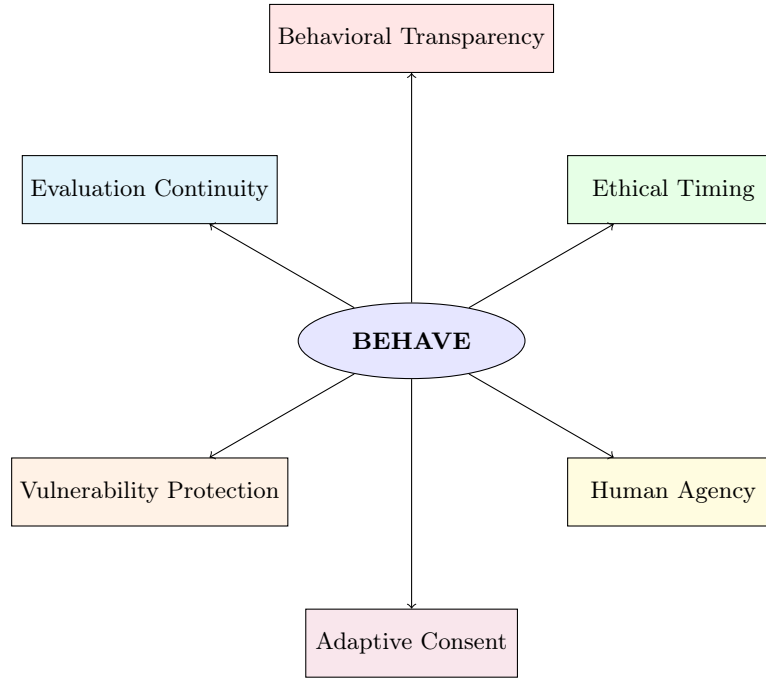 Behavioral Transparency
Evaluation Continuity
Ethical Timing
BEHAVE
Vulnerability Protection
Human Agency
Adaptive Consent